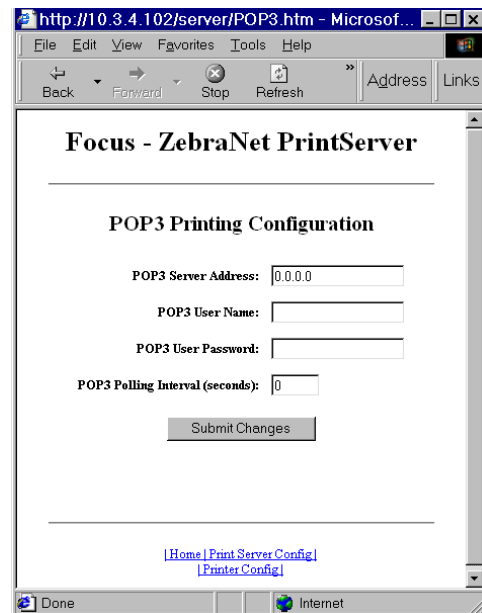 http://10.3.4.102/server/POP3.htm - Microsof...
File Edit View Favorites Tools Help
Back Forward Stop Refresh » Address Links
Focus - ZebraNet PrintServer
POP3 Printing Configuration
POP3 Server Address: 0.0.0.0
POP3 User Name:
POP3 User Password:
POP3 Polling Interval (seconds): 0
Submit Changes
| Home | Print Server Config |
| Printer Config |
Done Internet